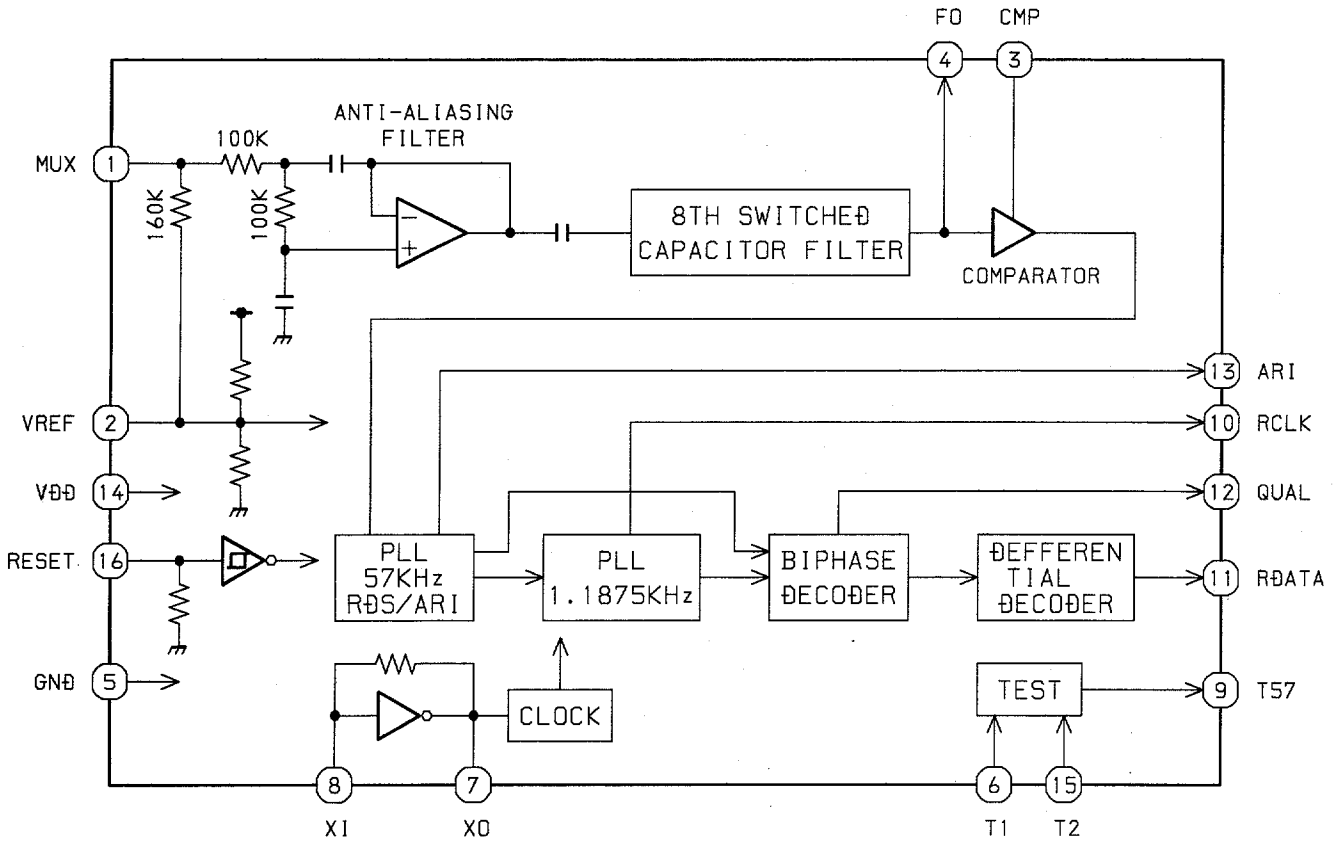 FO CMP
4 3
ANTI-ALIASING
FILTER
100K
MUX 1
160K
100K
−
+
8TH SWITCHED
CAPACITOR FILTER
COMPARATOR
13 ARI
VREF 2
10 RCLK
VDD 14
12 QUAL
RESET 16
PLL
57KHz
RDS/ARI
PLL
1.1875KHz
BIPHASE
DECODER
DEFFEREN
TIAL
DECODER
11 RDATA
GND 5
CLOCK
TEST
9 T57
8 7 6 15
XI XO T1 T2